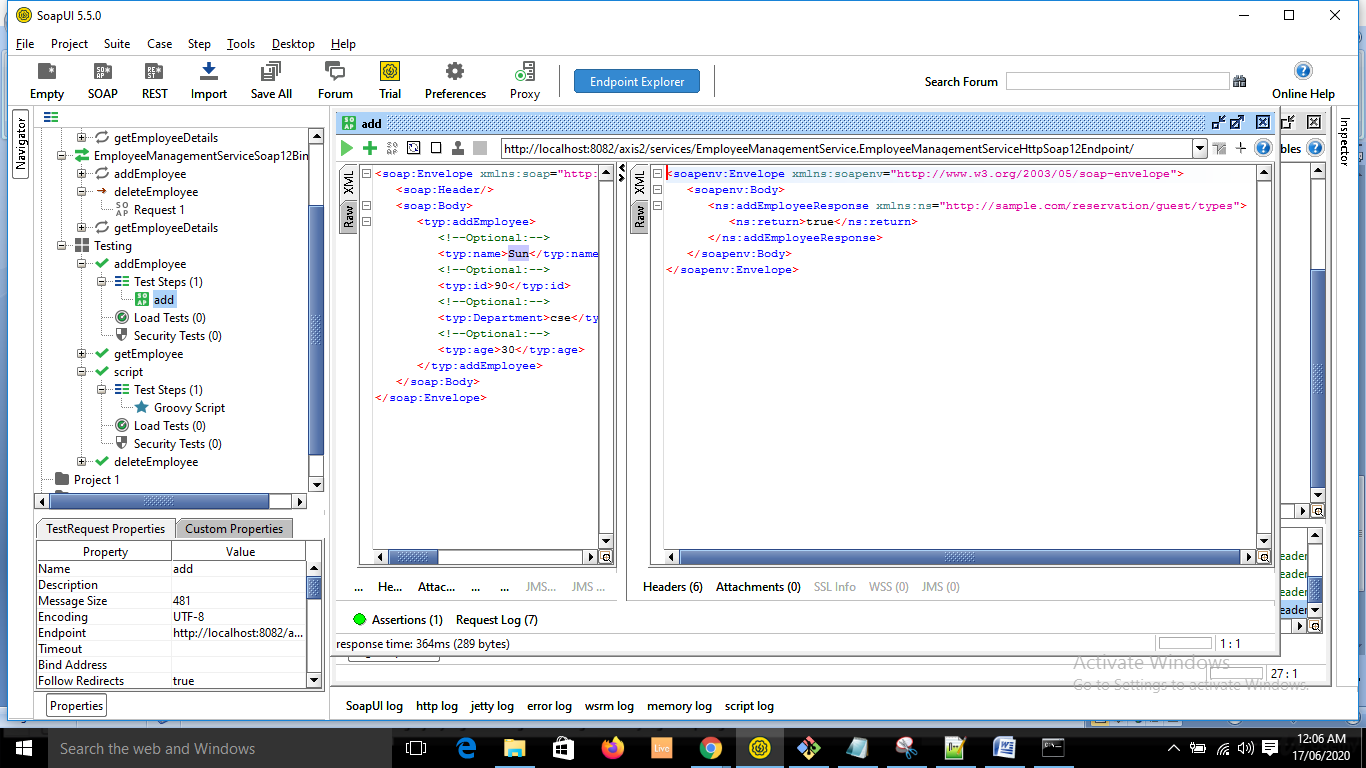 SoapUI 5.5.0
File Project Suite Case Step Tools Desktop Help
Empty SOAP REST Import Save All Forum Trial Preferences Proxy Endpoint Explorer Search Forum Online Help
Navigator
getEmployeeDetails
EmployeeManagementServiceSoap12Bin
addEmployee
deleteEmployee
Request 1
getEmployeeDetails
Testing
addEmployee
Test Steps (1)
add
Load Tests (0)
Security Tests (0)
getEmployee
script
Test Steps (1)
Groovy Script
Load Tests (0)
Security Tests (0)
deleteEmployee
Project 1
TestRequest Properties Custom Properties
Property Value
Name add
Description
Message Size 481
Encoding UTF-8
Endpoint http://localhost:8082/a...
Timeout
Bind Address
Follow Redirects true
Properties
add
http://localhost:8082/axis2/services/EmployeeManagementService.EmployeeManagementServiceHttpSoap12Endpoint/
XML
Raw
<soap:Envelope xmlns:soap="http:
<soap:Header/>
<soap:Body>
<typ:addEmployee>
<!--Optional:-->
<typ:name>Sun</typ:name
<!--Optional:-->
<typ:id>90</typ:id>
<!--Optional:-->
<typ:Department>cse</ty
<!--Optional:-->
<typ:age>30</typ:age>
</typ:addEmployee>
</soap:Body>
</soap:Envelope>
XML
Raw
<soapenv:Envelope xmlns:soapenv="http://www.w3.org/2003/05/soap-envelope">
<soapenv:Body>
<ns:addEmployeeResponse xmlns:ns="http://sample.com/reservation/guest/types">
<ns:return>true</ns:return>
</ns:addEmployeeResponse>
</soapenv:Body>
</soapenv:Envelope>
... He... Attac... ... ... JMS... JMS ...
Headers (6) Attachments (0) SSL Info WSS (0) JMS (0)
Assertions (1) Request Log (7)
response time: 364ms (289 bytes)
1 : 1
bles
Inspector
eader
eader
eader
eader
27 : 1
Activate Windows
Go to Settings to activate Windows.
SoapUI log http log jetty log error log wsrm log memory log script log
Search the web and Windows
Live
12:06 AM
17/06/2020